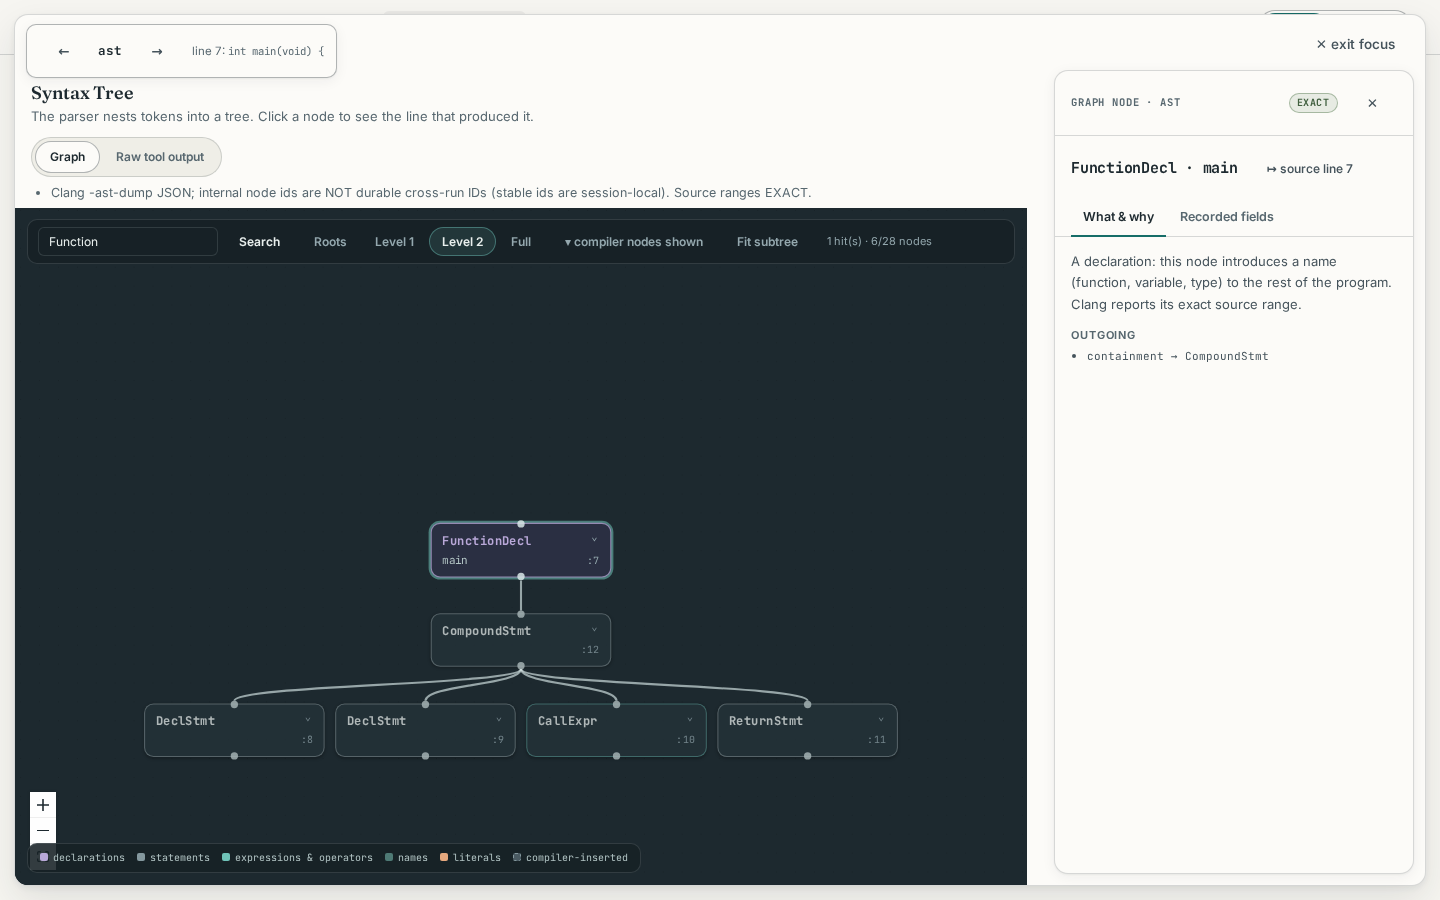 ← ast → line 7: int main(void) {
× exit focus
Syntax Tree
The parser nests tokens into a tree. Click a node to see the line that produced it.
Graph Raw tool output
• Clang -ast-dump JSON; internal node ids are NOT durable cross-run IDs (stable ids are session-local). Source ranges EXACT.
Function Search Roots Level 1 Level 2 Full ▾ compiler nodes shown Fit subtree 1 hit(s) · 6/28 nodes
FunctionDecl
main :7
CompoundStmt
:12
DeclStmt
:8
DeclStmt
:9
CallExpr
:10
ReturnStmt
:11
+
−
declarations statements expressions & operators names literals compiler-inserted
GRAPH NODE · AST EXACT ×
FunctionDecl · main ↦ source line 7
What & why Recorded fields
A declaration: this node introduces a name
(function, variable, type) to the rest of the program.
Clang reports its exact source range.
OUTGOING
• containment → CompoundStmt